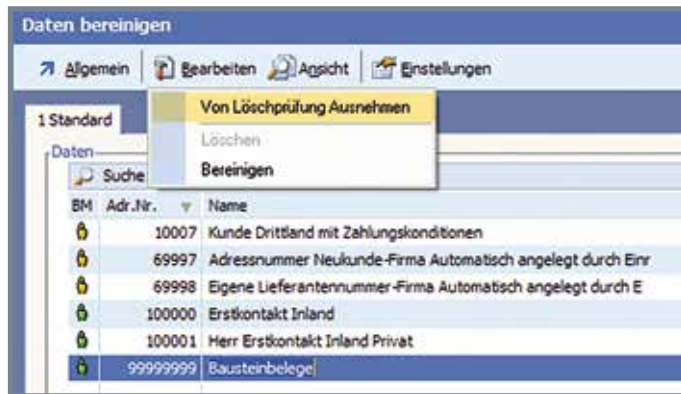 Daten bereinigen
Allgemein Bearbeiten Ansicht Einstellungen
Von Löschprüfung Ausnehmen
1 Standard
Löschen
Daten
Bereinigen
Suche
BM Adr.Nr. Name
10007 Kunde Drittland mit Zahlungskonditionen
69997 Adressnummer Neukunde-Firma Automatisch angelegt durch Einr
69998 Eigene Lieferantennummer-Firma Automatisch angelegt durch E
100000 Erstkontakt Inland
100001 Herr Erstkontakt Inland Privat
99999999 Bausteinbelege